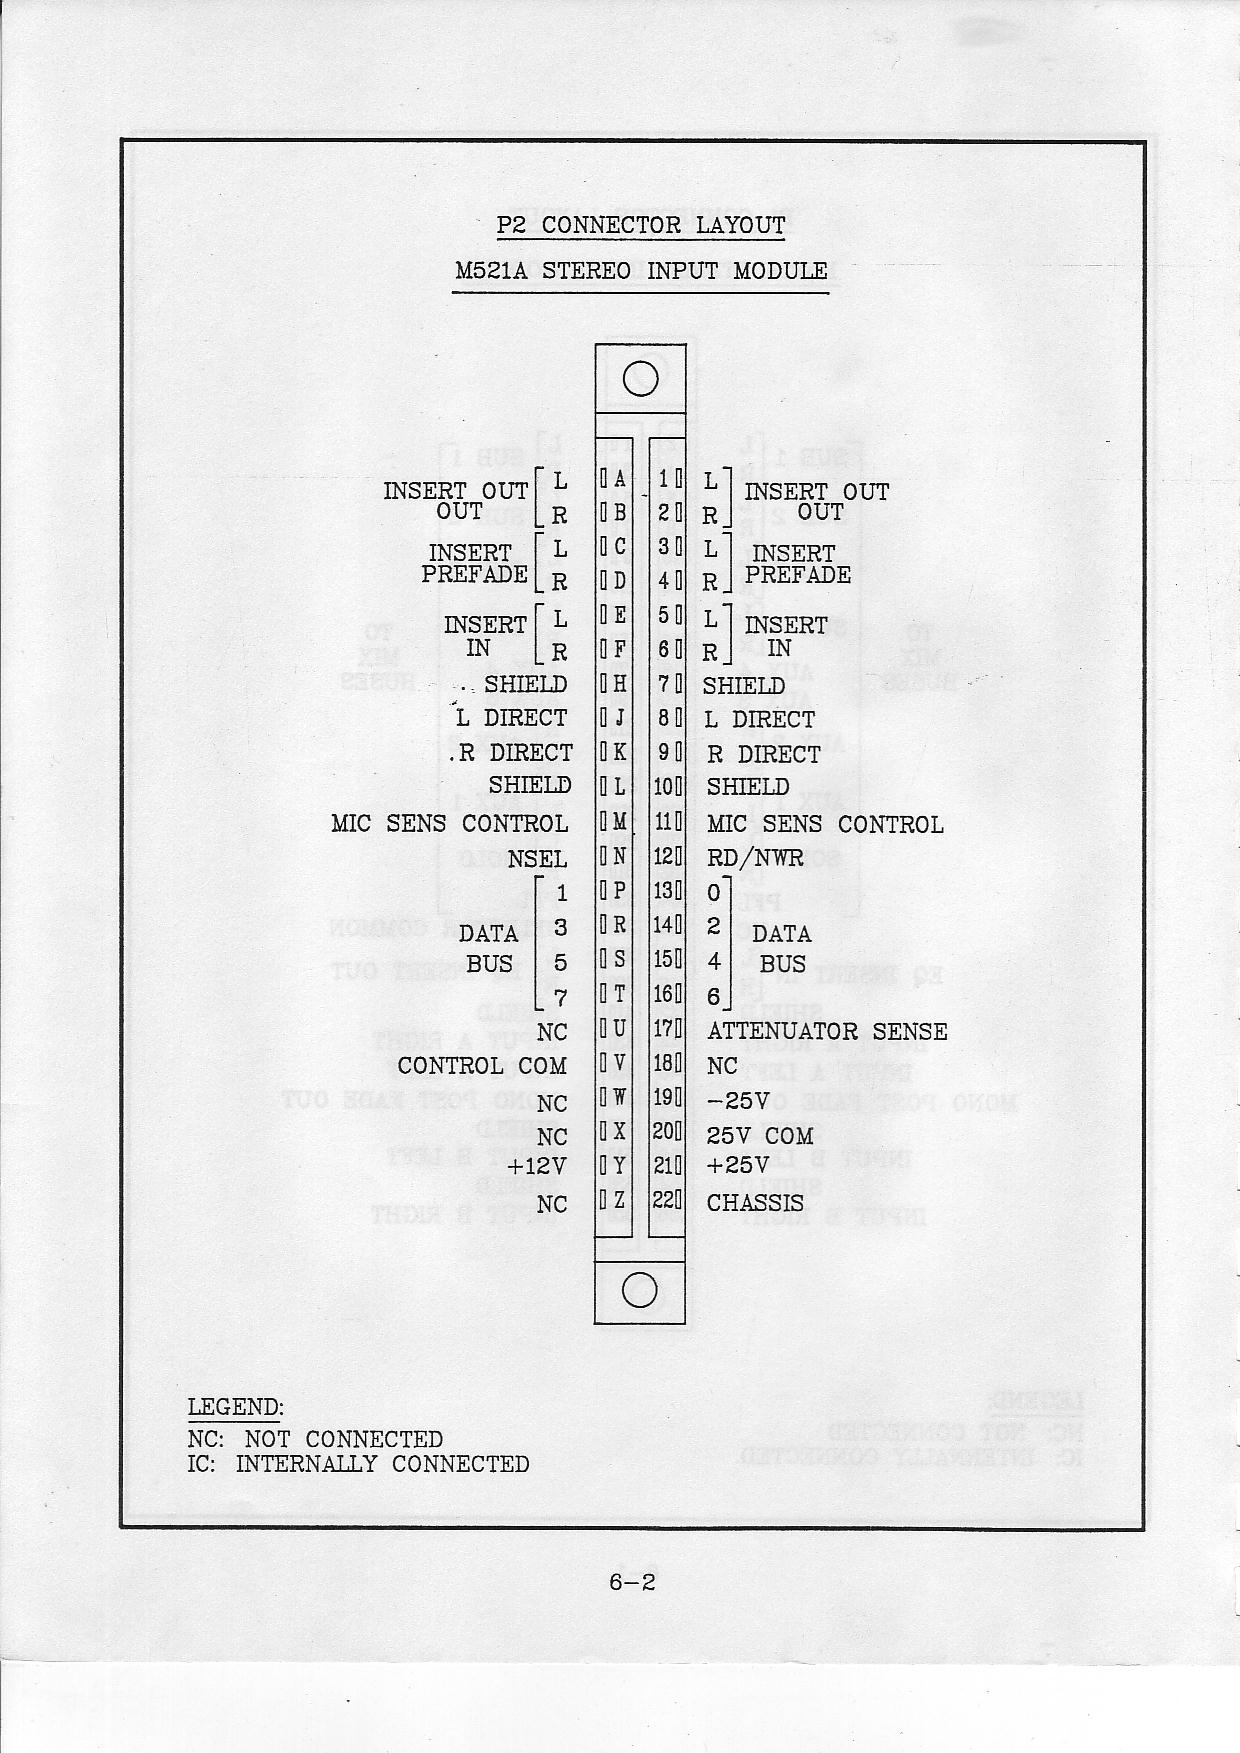 P2 CONNECTOR LAYOUT
M521A STEREO INPUT MODULE
INSERT OUT OUT L A 1 L INSERT OUT OUT
R B 2 R
INSERT PREFADE L C 3 L INSERT PREFADE
R D 4 R
INSERT IN L E 5 L INSERT IN
R F 6 R
SHIELD H 7 SHIELD
L DIRECT J 8 L DIRECT
R DIRECT K 9 R DIRECT
SHIELD L 10 SHIELD
MIC SENS CONTROL M 11 MIC SENS CONTROL
NSEL N 12 RD/NWR
1 P 13 0
DATA BUS 3 R 14 2 DATA BUS
5 S 15 4
7 T 16 6
NC U 17 ATTENUATOR SENSE
CONTROL COM V 18 NC
NC W 19 -25V
NC X 20 25V COM
+12V Y 21 +25V
NC Z 22 CHASSIS
LEGEND:
NC: NOT CONNECTED
IC: INTERNALLY CONNECTED
6-2